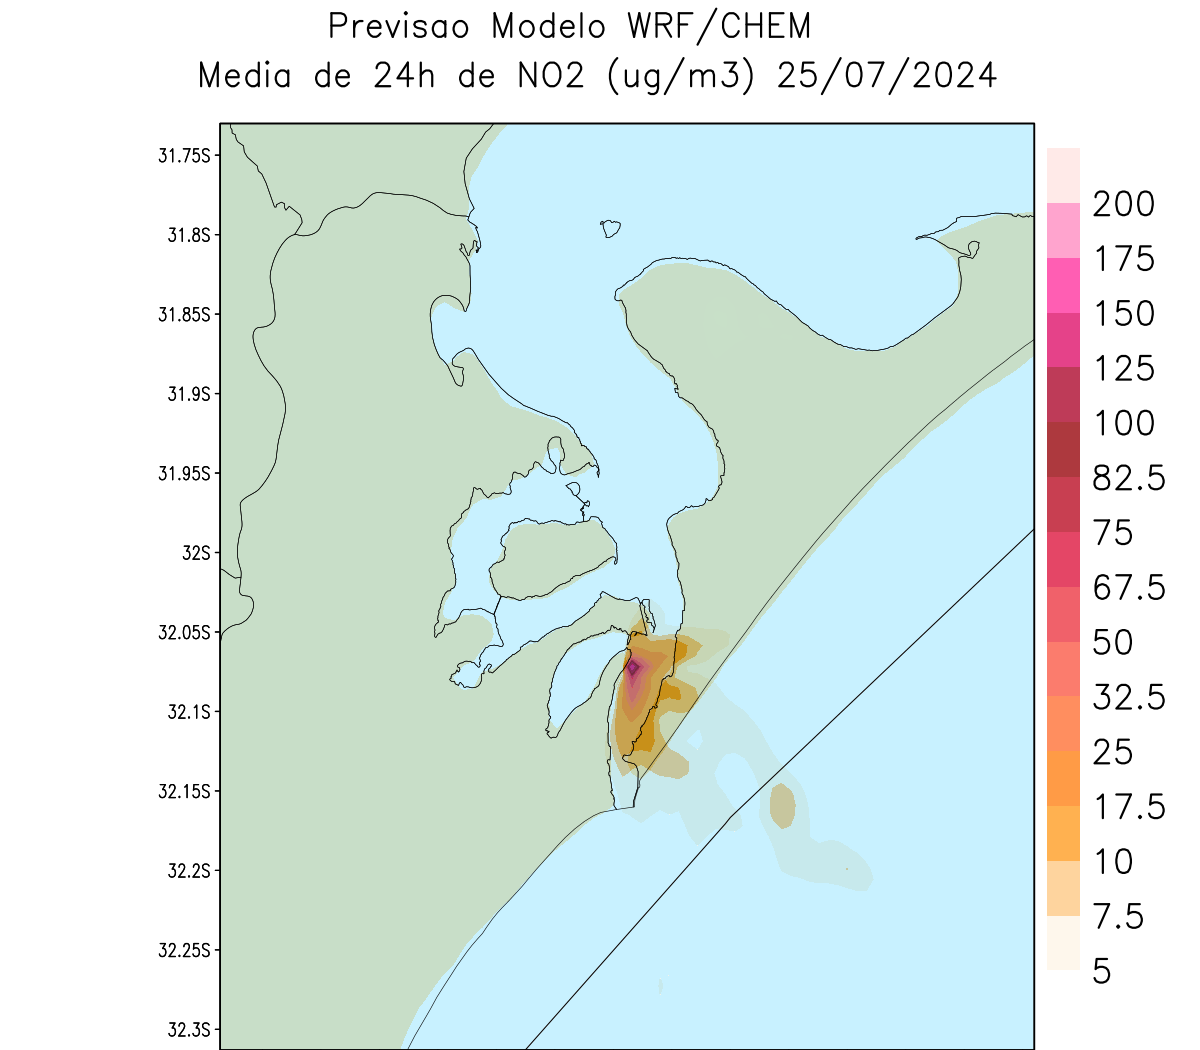 Previsao Modelo WRF/CHEM
Media de 24h de NO2 (ug/m3) 25/07/2024
31.75S
31.8S
31.85S
31.9S
31.95S
32S
32.05S
32.1S
32.15S
32.2S
32.25S
32.3S
200
175
150
125
100
82.5
75
67.5
50
32.5
25
17.5
10
7.5
5